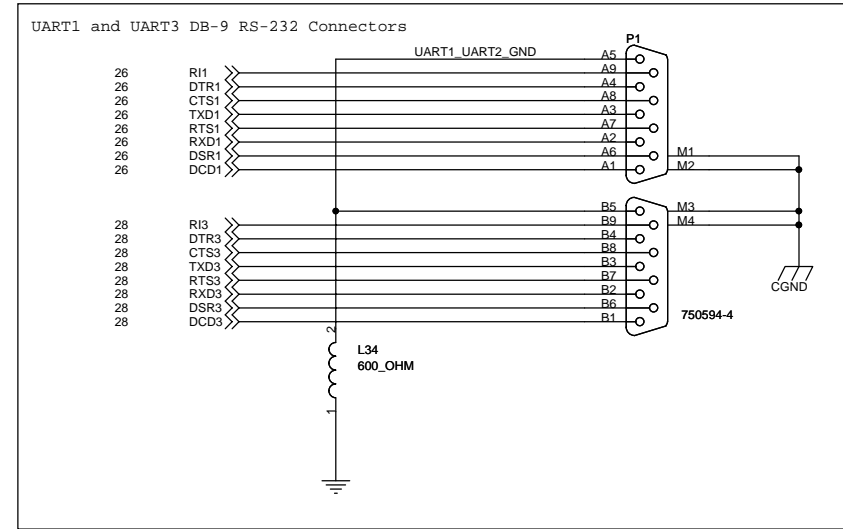 UART1 and UART3 DB-9 RS-232 Connectors
P1
UART1_UART2_GND A5
26 RI1 A9
26 DTR1 A4
26 CTS1 A8
26 TXD1 A3
26 RTS1 A7
26 RXD1 A2
26 DSR1 A6 M1
26 DCD1 A1 M2
B5 M3
28 RI3 B9 M4
28 DTR3 B4
28 CTS3 B8
28 TXD3 B3
28 RTS3 B7
28 RXD3 B2
28 DSR3 B6
28 DCD3 B1
CGND
750594-4
2
L34
600_OHM
1